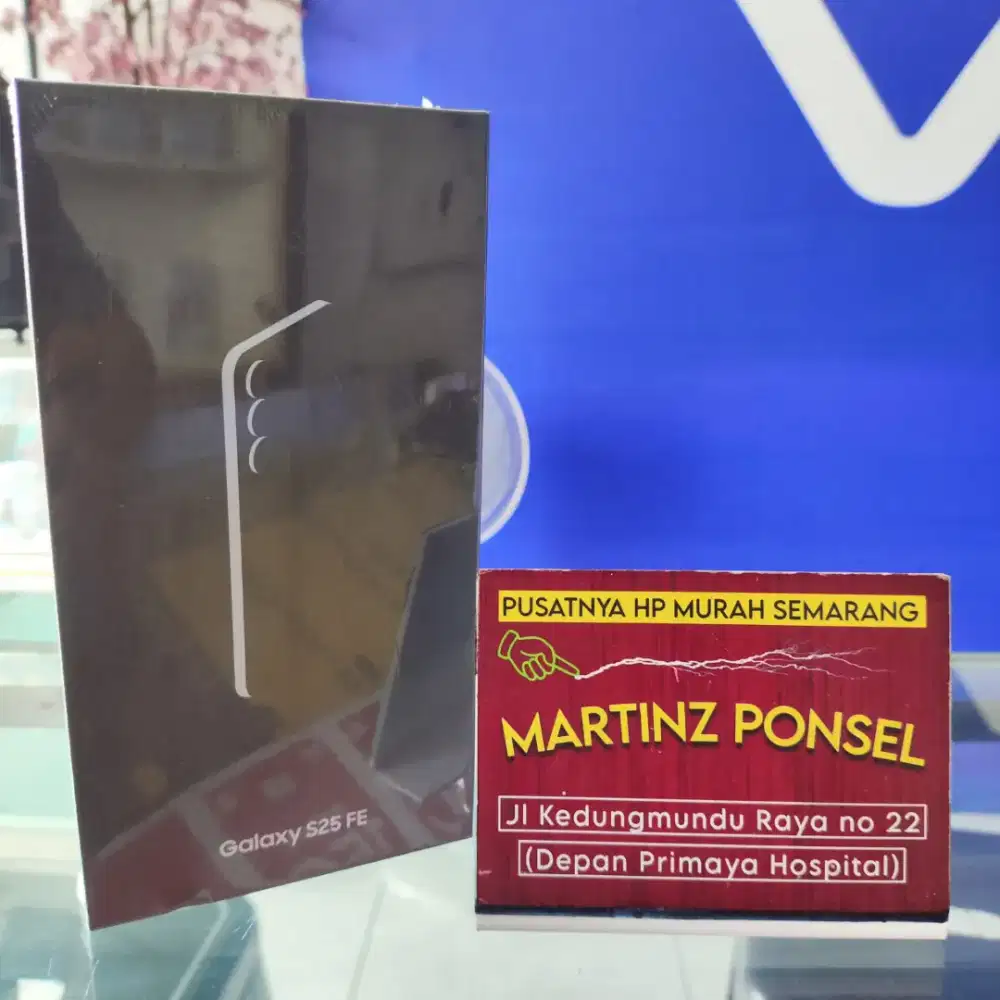 Galaxy S25 FE
PUSATNYA HP MURAH SEMARANG
MARTINZ PONSEL
Jl Kedungmundu Raya no 22
(Depan Primaya Hospital)